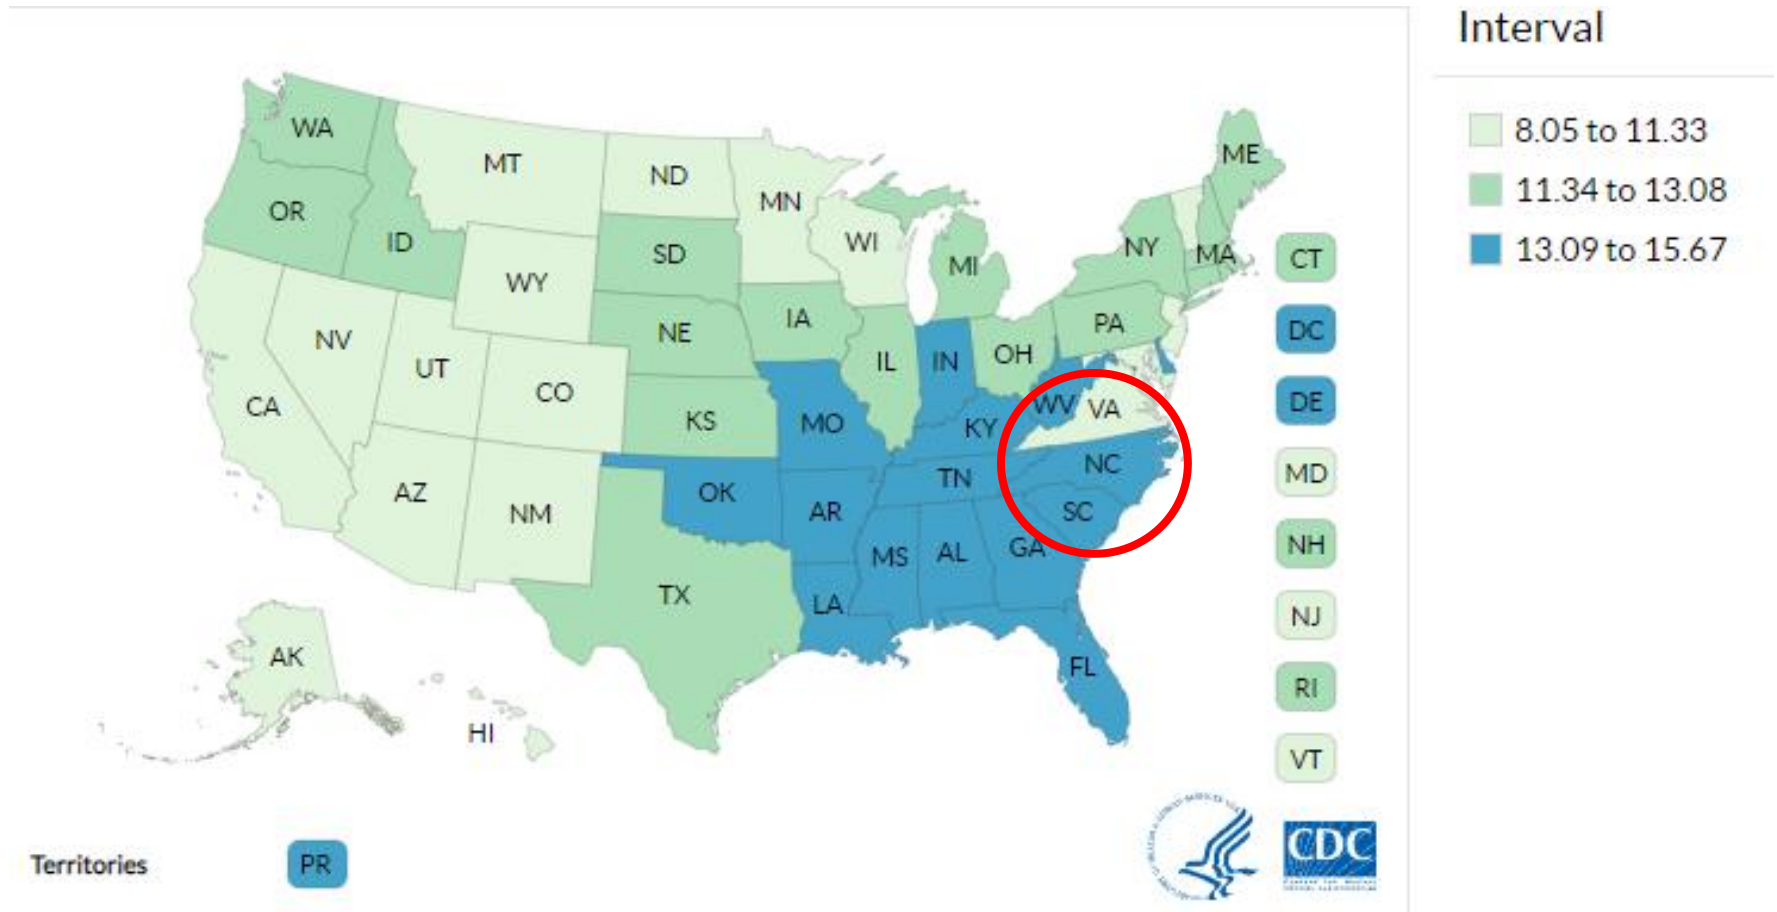 Interval
8.05 to 11.33
11.34 to 13.08
13.09 to 15.67
WA
MT
ND
MN
ME
OR
ID
WY
SD
WI
MI
NY
MA
NV
UT
CO
NE
IA
IL
IN
OH
PA
CA
AZ
NM
KS
MO
KY
WV
VA
OK
AR
TN
NC
SC
TX
LA
MS
AL
GA
FL
AK
HI
CT
DC
DE
MD
NH
NJ
RI
VT
Territories
PR
CDC